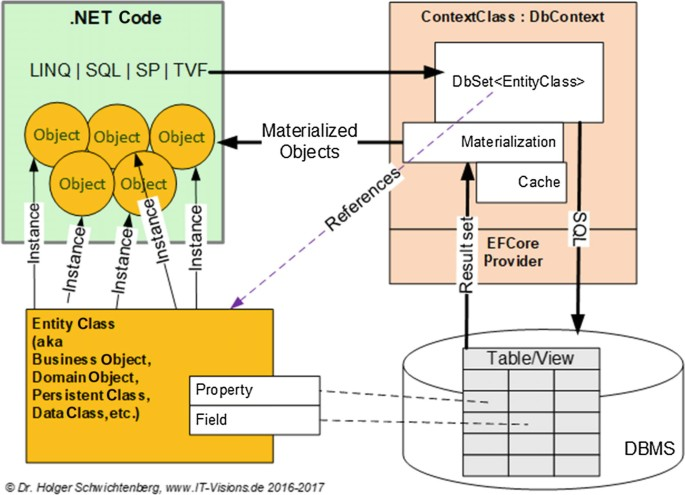 .NET Code
LINQ | SQL | SP | TVF
Object
Object
Object
Object
Object
Materialized
Objects
ContextClass : DbContext
DbSet<EntityClass>
Materialization
Cache
References
Instance
Instance
Instance
Instance
Instance
Result set
SQL
EFCore
Provider
Entity Class
(aka
Business Object,
Domain Object,
Persistent Class,
Data Class,etc.)
Property
Field
Table/View
DBMS
© Dr. Holger Schwichtenberg, www.IT-Visions.de 2016-2017